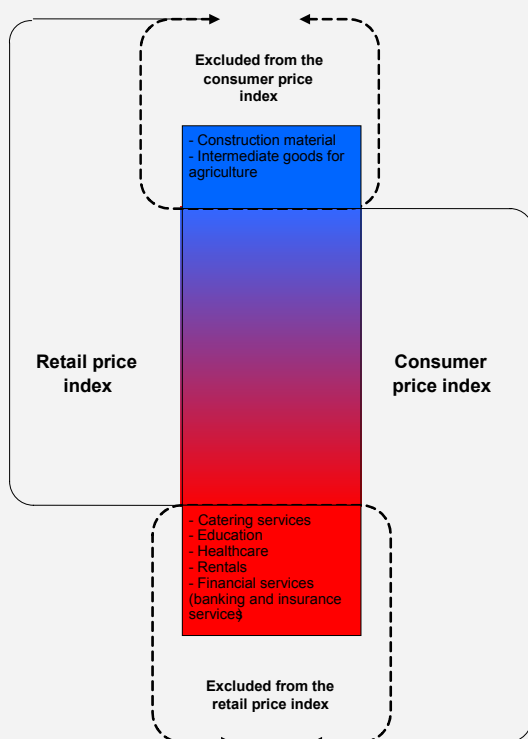 Excluded from the
consumer price
index
- Construction material
- Intermediate goods for
agriculture
Retail price
index
Consumer
price index
- Catering services
- Education
- Healthcare
- Rentals
- Financial services
(banking and insurance
services)
Excluded from the
retail price index